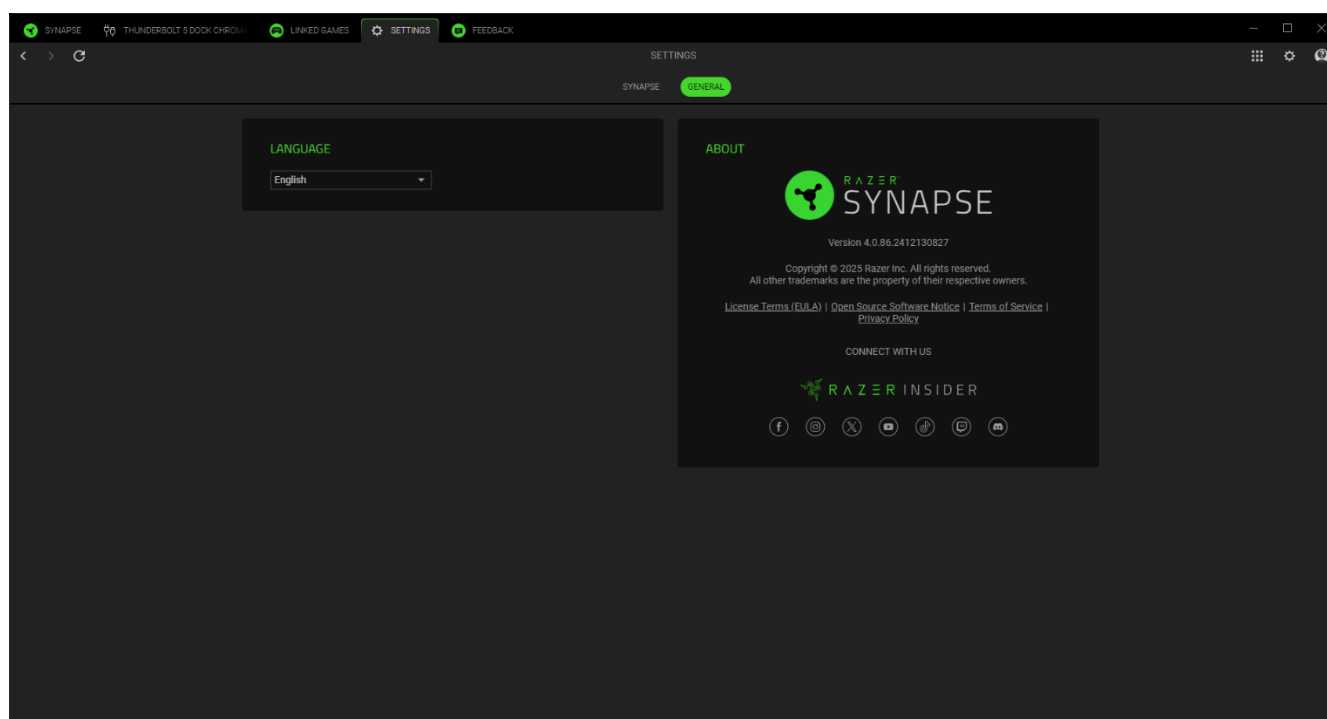 SYNAPSE THUNDERBOLT 5 DOCK CHROMA LINKED GAMES SETTINGS FEEDBACK
SETTINGS
SYNAPSE GENERAL
LANGUAGE
English
ABOUT
RAZER™
SYNAPSE
Version 4.0.86.2412130827
Copyright © 2025 Razer Inc. All rights reserved.
All other trademarks are the property of their respective owners.
License Terms (EULA) | Open Source Software Notice | Terms of Service |
Privacy Policy
CONNECT WITH US
RAZER INSIDER